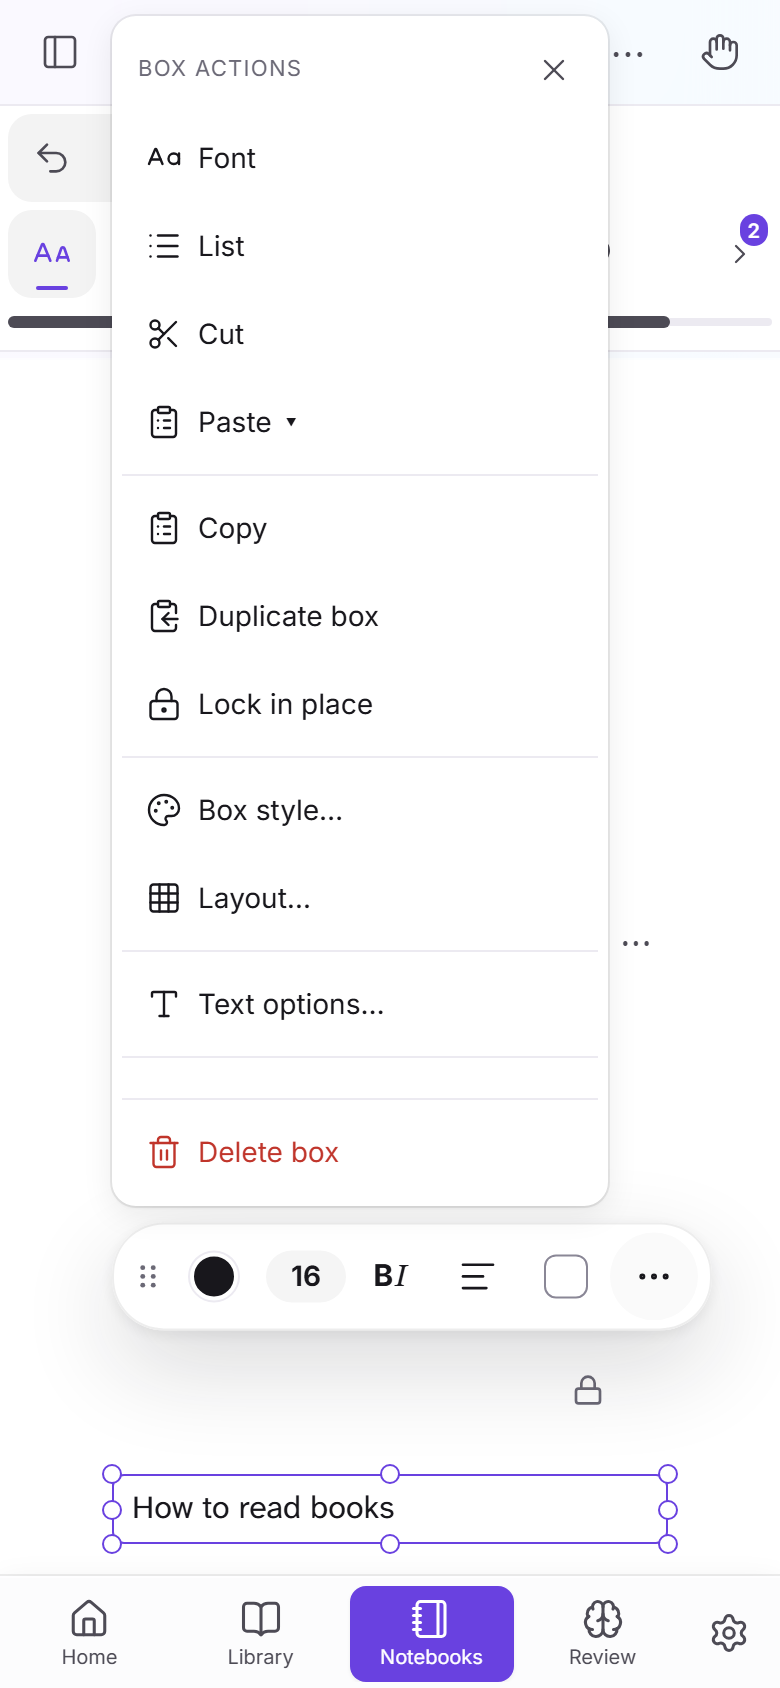 BOX ACTIONS
Aa Font
List
2
Cut
Paste
Copy
Duplicate box
Lock in place
Box style...
Layout...
Text options...
Delete box
16 BI
How to read books
Home Library Notebooks Review